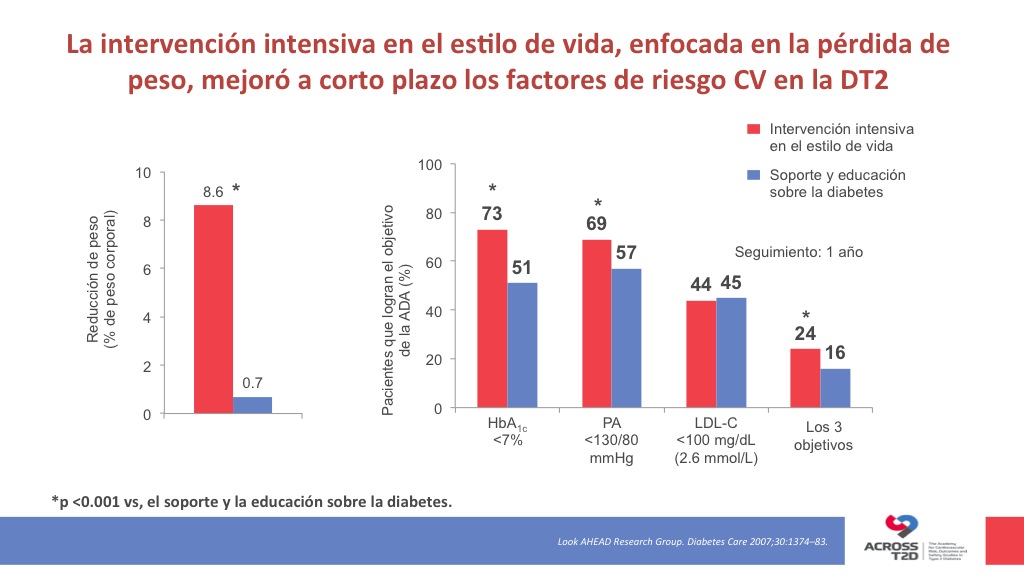 La intervención intensiva en el estilo de vida, enfocada en la pérdida de
peso, mejoró a corto plazo los factores de riesgo CV en la DT2
Intervención intensiva
en el estilo de vida
Soporte y educación
sobre la diabetes
Seguimiento: 1 año
Reducción de peso
(% de peso corporal)
10
8
6
4
2
0
8.6 *
0.7
Pacientes que logran el objetivo
de la ADA (%)
100
80
60
40
20
0
*
73
51
*
69
57
44 45
*
24
16
HbA1c
<7%
PA
<130/80
mmHg
LDL-C
<100 mg/dL
(2.6 mmol/L)
Los 3
objetivos
*p <0.001 vs, el soporte y la educación sobre la diabetes.
Look AHEAD Research Group. Diabetes Care 2007;30:1374–83.
ACROSS
T2D
The Academy
for Cardiovascular
Risk, Outcomes and
Safety Studies in
Type 2 Diabetes